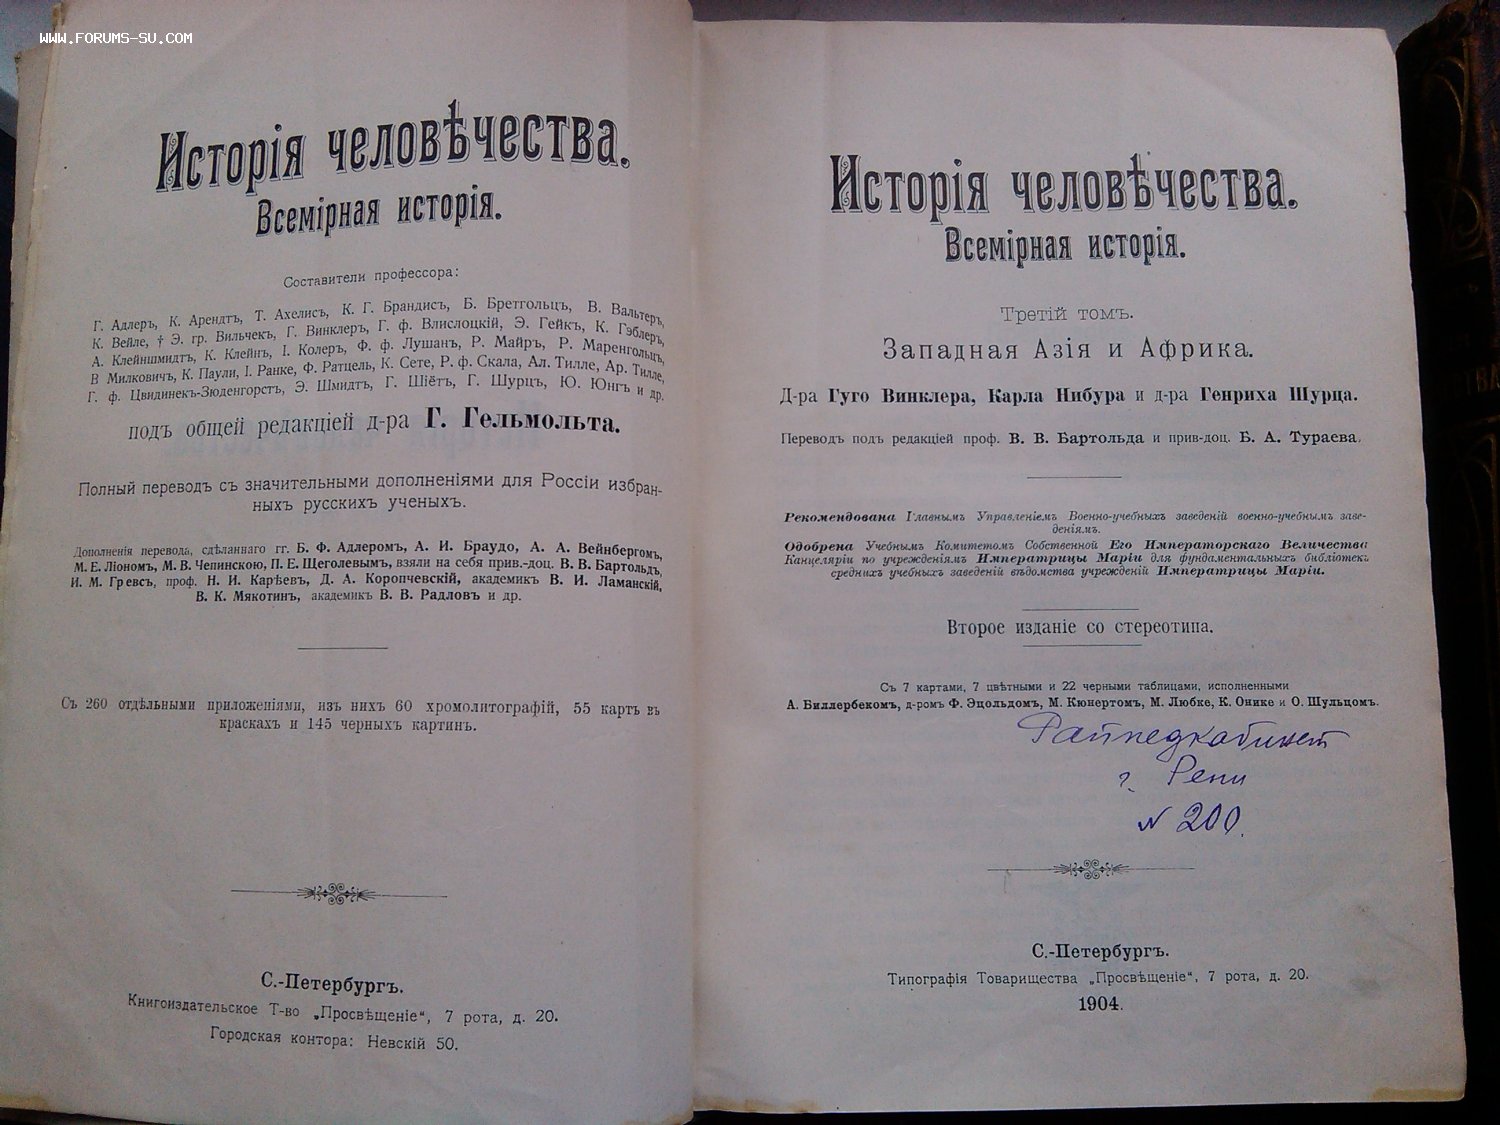 WWW.FORUMS-SU.COM
Исторія человѣчества.
Всемірная исторія.
Составители профессора:
Г. Адлеръ, К. Арендтъ, Т. Ахелисъ, К. Г. Брандисъ, Б. Бретгольцъ, В. Вальтеръ,
К. Вейле, † Э. гр. Вильчекъ, Г. Винклеръ, Г. ф. Влислоцкій, Э. Гейкъ, К. Гэблеръ,
А. Клейншмидтъ, К. Клейнъ, І. Колеръ, Ф. ф. Лушанъ, Р. Майръ, Р. Маренгольцъ,
В Милковичъ, К. Паули, І. Ранке, Ф. Ратцель, К. Сете, Р. ф. Скала, Ал. Тилле, Ар. Тилле,
Г. ф. Цвидинекъ-Зюденгорстъ, Э. Шмидтъ, Г. Шіётъ, Г. Шурцъ, Ю. Юнгъ и др.
подъ общей редакціей д-ра Г. Гельмольта.
Полный переводъ съ значительными дополненіями для Россіи избран-
ныхъ русскихъ ученыхъ.
Дополненія перевода, сдѣланнаго гг. Б. Ф. Адлеромъ, А. И. Браудо, А. А. Вейнбергомъ,
М. Е. Ліономъ, М. В. Чепинскою, П. Е. Щеголевымъ, взяли на себя прив.-доц. В. В. Бартольдъ,
И. М. Гревсъ, проф. Н. И. Карѣевъ, Д. А. Коропчевскій, академикъ В. И. Ламанскій,
В. К. Мякотинъ, академикъ В. В. Радловъ и др.
Съ 260 отдѣльными приложеніями, изъ нихъ 60 хромолитографій, 55 картъ въ
краскахъ и 145 черныхъ картинъ.
С.-Петербургъ.
Книгоиздательское Т-во „Просвѣщеніе“, 7 рота, д. 20.
Городская контора: Невскій 50.
Исторія человѣчества.
Всемірная исторія.
Третій томъ.
Западная Азія и Африка.
Д-ра Гуго Винклера, Карла Нибура и д-ра Генриха Шурца.
Переводъ подъ редакціей проф. В. В. Бартольда и прив-доц. Б. А. Тураева.
Рекомендована Главнымъ Управленіемъ Военно-учебныхъ заведеній военно-учебнымъ заве-
деніямъ.
Одобрена Учебнымъ Комитетомъ Собственной Его Императорскаго Величества
Канцеляріи по учрежденіямъ Императрицы Маріи для фундаментальныхъ библіотекъ
среднихъ учебныхъ заведеній вѣдомства учрежденій Императрицы Маріи.
Второе изданіе со стереотипа.
Съ 7 картами, 7 цвѣтными и 22 черными таблицами, исполненными
А. Биллербекомъ, д-ромъ Ф. Эцольдомъ, М. Кюнертомъ, М. Любке, К. Онике и О. Шульцомъ.
Райпедкабинет
г. Рени
N 200.
С.-Петербургъ.
Типографія Товарищества „Просвѣщеніе“, 7 рота, д. 20.
1904.